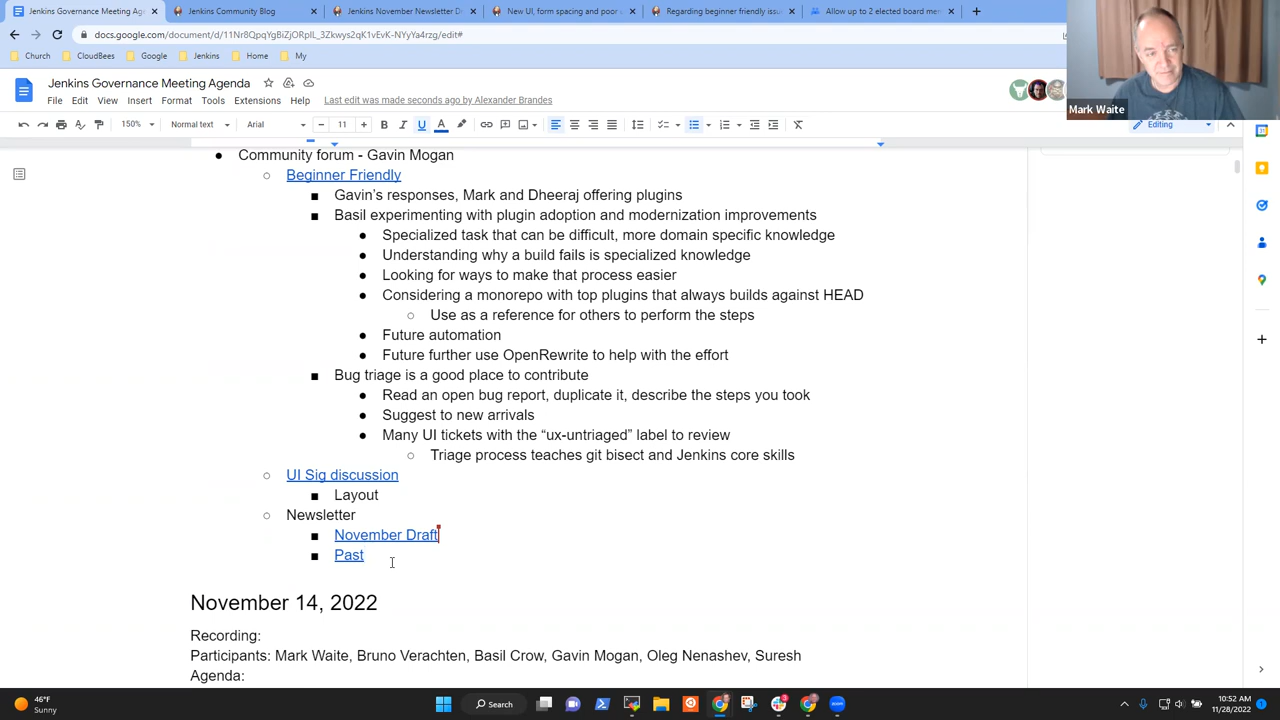 Jenkins Governance Meeting Age
Jenkins Community Blog
Jenkins November Newsletter D
New UI, form spacing and poor
Regarding beginner friendly issu
Allow up to 2 elected board mem
docs.google.com/document/d/11Nr8QpqYgBiZjORpIL_3Zkwys2qK1vEvK-NYyYa4rzg/edit#
Church
CloudBees
Google
Jenkins
Home
My
Jenkins Governance Meeting Agenda
File Edit View Insert Format Tools Extensions Help Last edit was made seconds ago by Alexander Brandes
150% Normal text Arial 11 Editing
Mark Waite
● Community forum - Gavin Mogan
○ Beginner Friendly
■ Gavin’s responses, Mark and Dheeraj offering plugins
■ Basil experimenting with plugin adoption and modernization improvements
● Specialized task that can be difficult, more domain specific knowledge
● Understanding why a build fails is specialized knowledge
● Looking for ways to make that process easier
● Considering a monorepo with top plugins that always builds against HEAD
○ Use as a reference for others to perform the steps
● Future automation
● Future further use OpenRewrite to help with the effort
■ Bug triage is a good place to contribute
● Read an open bug report, duplicate it, describe the steps you took
● Suggest to new arrivals
● Many UI tickets with the “ux-untriaged” label to review
○ Triage process teaches git bisect and Jenkins core skills
○ UI Sig discussion
■ Layout
○ Newsletter
■ November Draft
■ Past
November 14, 2022
Recording:
Participants: Mark Waite, Bruno Verachten, Basil Crow, Gavin Mogan, Oleg Nenashev, Suresh
Agenda:
46°F
Sunny
Search
10:52 AM
11/28/2022